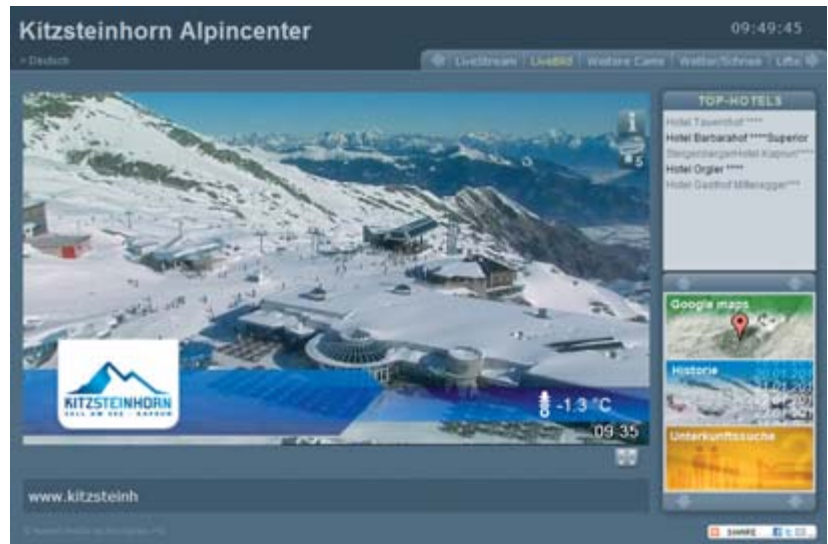 Kitzsteinhorn Alpincenter
09:49:45
> Deutsch
LiveStream LiveBild Weitere Cams Wetter/Schnee Lifte
TOP-HOTELS
Hotel Tauernhof****
Hotel Barbarahof ****Superior
Hotel Kaprun****
Hotel Orgler ****
Hotel Gasthof
5
Google maps
Historie
Unterkunftssuche
KITZSTEINHORN
ZELL AM SEE · KAPRUN
-1.3 °C
09:35
www.kitzsteinh
SHARE